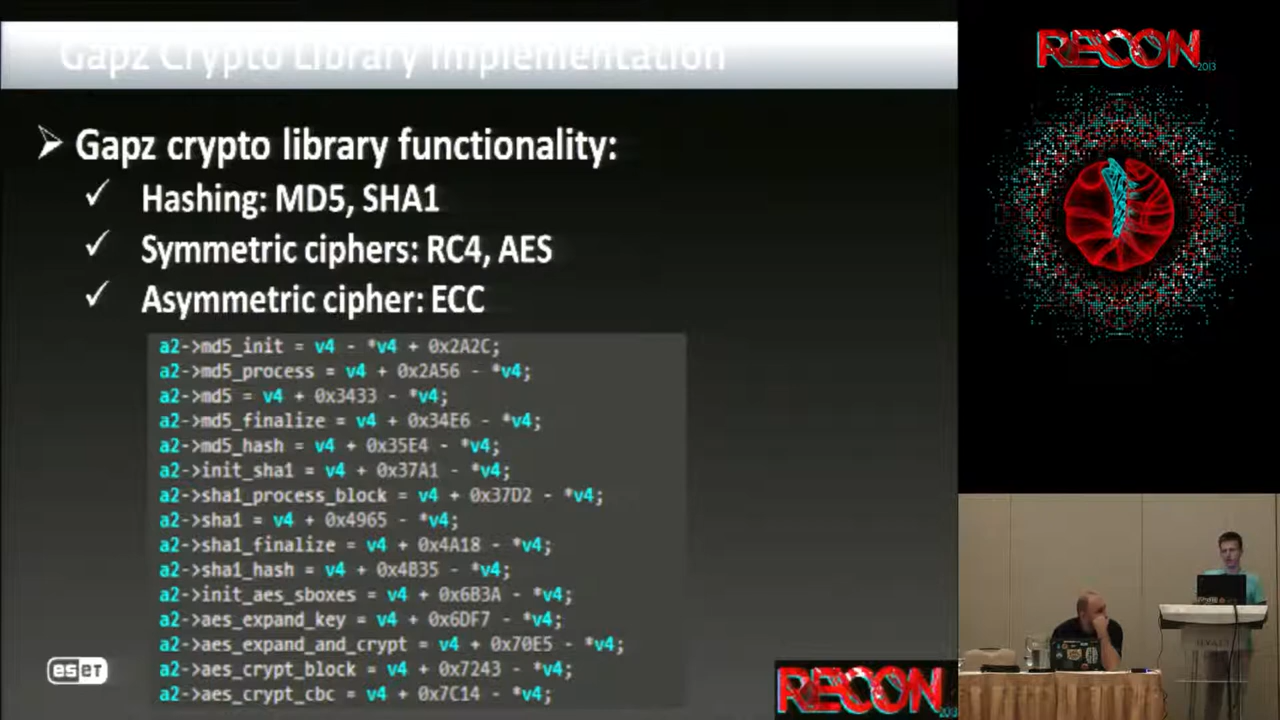 Gapz Crypto Library Implementation
Gapz crypto library functionality:
Hashing: MD5, SHA1
Symmetric ciphers: RC4, AES
Asymmetric cipher: ECC
a2->md5_init = v4 - *v4 + 0x2A2C;
a2->md5_process = v4 + 0x2A56 - *v4;
a2->md5 = v4 + 0x3433 - *v4;
a2->md5_finalize = v4 + 0x34E6 - *v4;
a2->md5_hash = v4 + 0x35E4 - *v4;
a2->init_sha1 = v4 + 0x37A1 - *v4;
a2->sha1_process_block = v4 + 0x37D2 - *v4;
a2->sha1 = v4 + 0x4965 - *v4;
a2->sha1_finalize = v4 + 0x4A18 - *v4;
a2->sha1_hash = v4 + 0x4B35 - *v4;
a2->init_aes_sboxes = v4 + 0x6B3A - *v4;
a2->aes_expand_key = v4 + 0x6DF7 - *v4;
a2->aes_expand_and_crypt = v4 + 0x70E5 - *v4;
a2->aes_crypt_block = v4 + 0x7243 - *v4;
a2->aes_crypt_cbc = v4 + 0x7C14 - *v4;
eset
RECON
2013
RECON
2013
HYATT